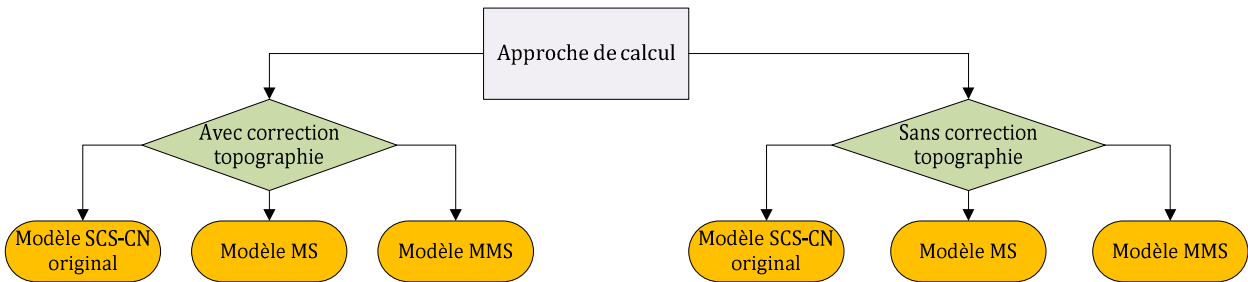 Approche de calcul
Avec correction
topographie
Sans correction
topographie
Modèle SCS-CN
original
Modèle MS
Modèle MMS
Modèle SCS-CN
original
Modèle MS
Modèle MMS